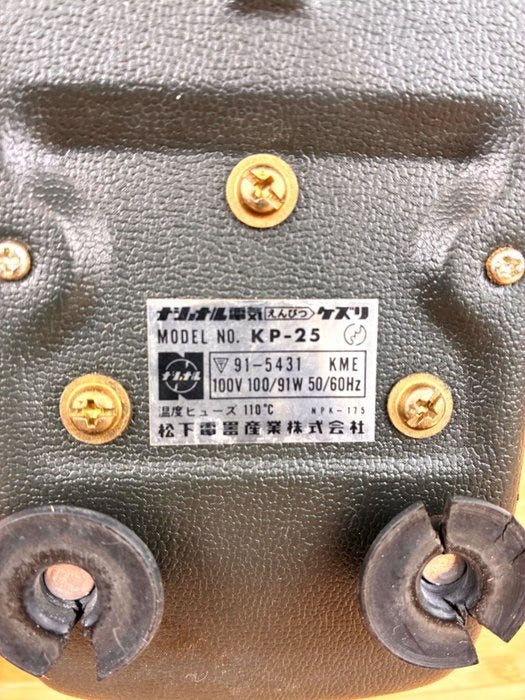 ナショナル電気えんぴつケズリ
MODEL NO. KP-25
ナショナル
▽ 91-5431 KME
100V 100/91W 50/60Hz
温度ヒューズ 110℃ NPK-175
松下電器産業株式会社